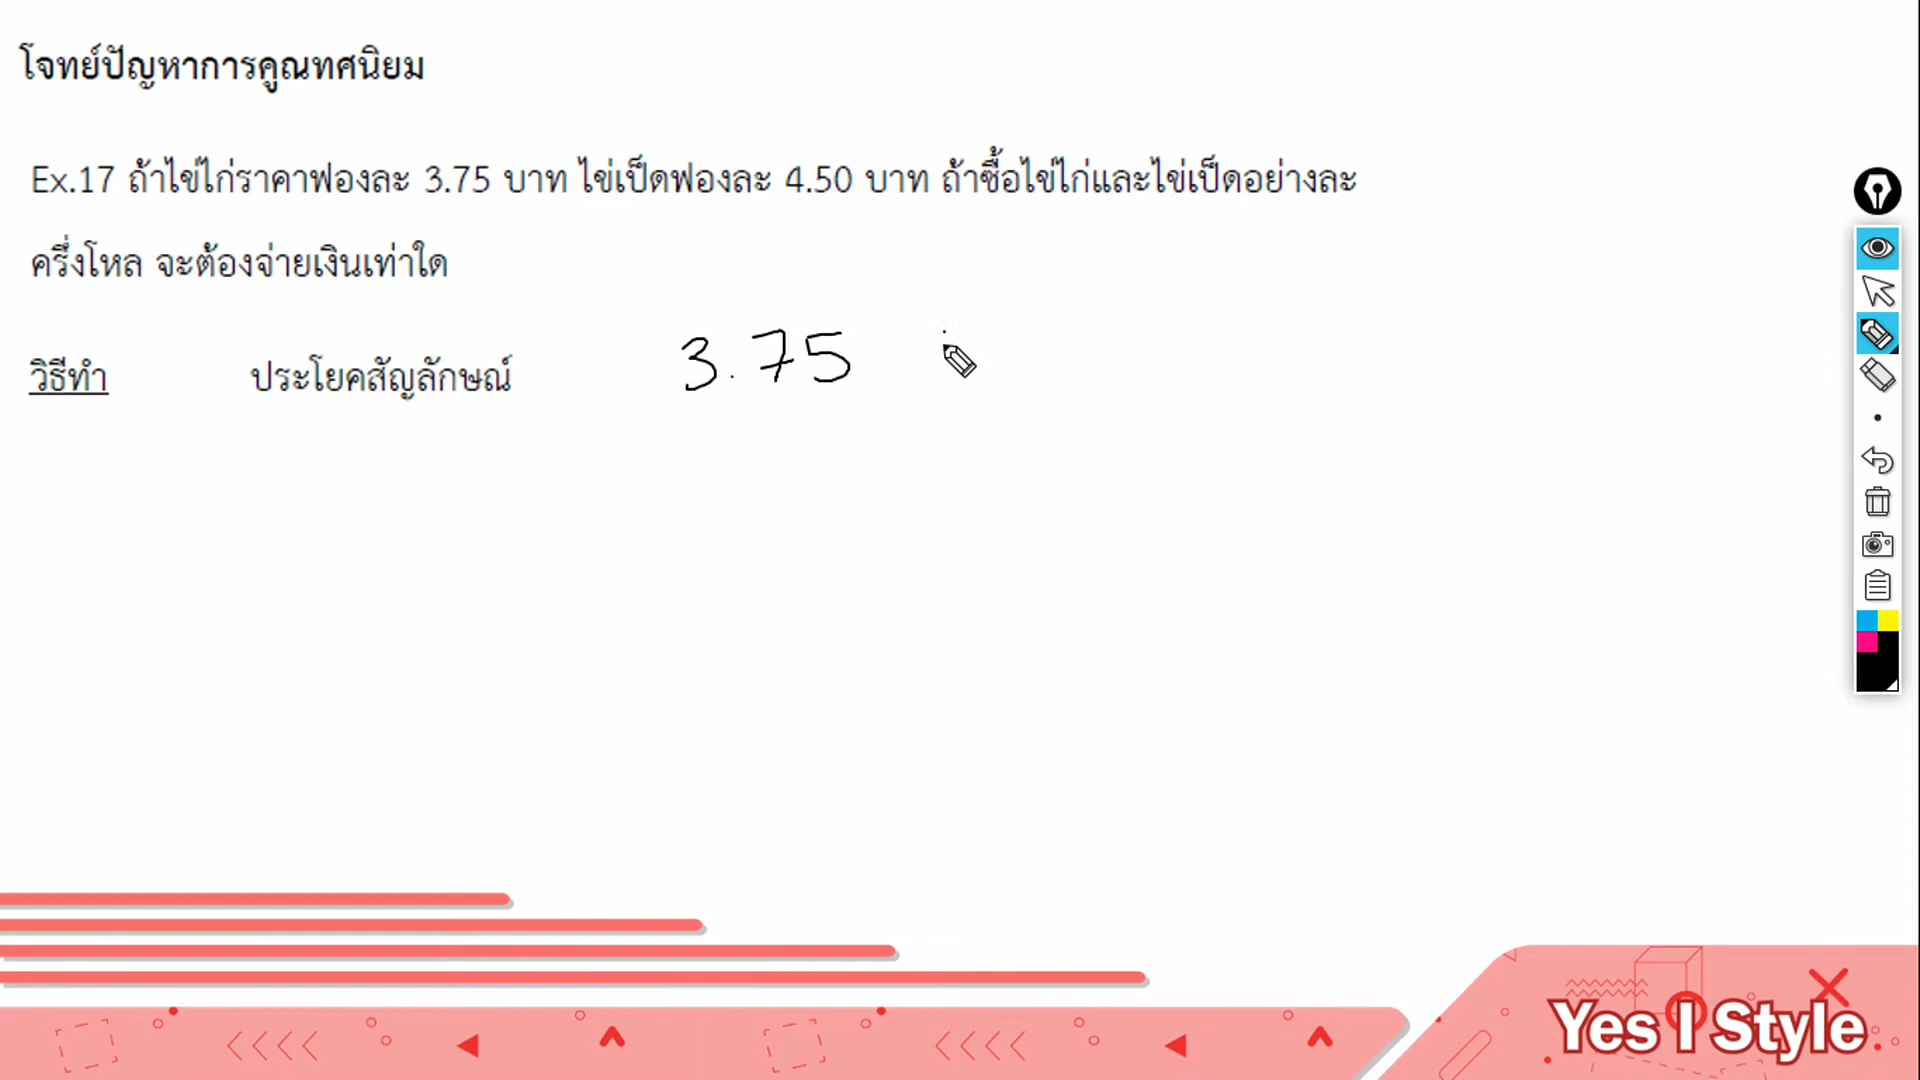 โจทย์ปัญหาการคูณทศนิยม
Ex.17 ถ้าไข่ไก่ราคาฟองละ 3.75 บาท ไข่เป็ดฟองละ 4.50 บาท ถ้าซื้อไข่ไก่และไข่เป็ดอย่างละ
ครึ่งโหล จะต้องจ่ายเงินเท่าใด
วิธีทำ ประโยคสัญลักษณ์ 3.75
Yes I Style